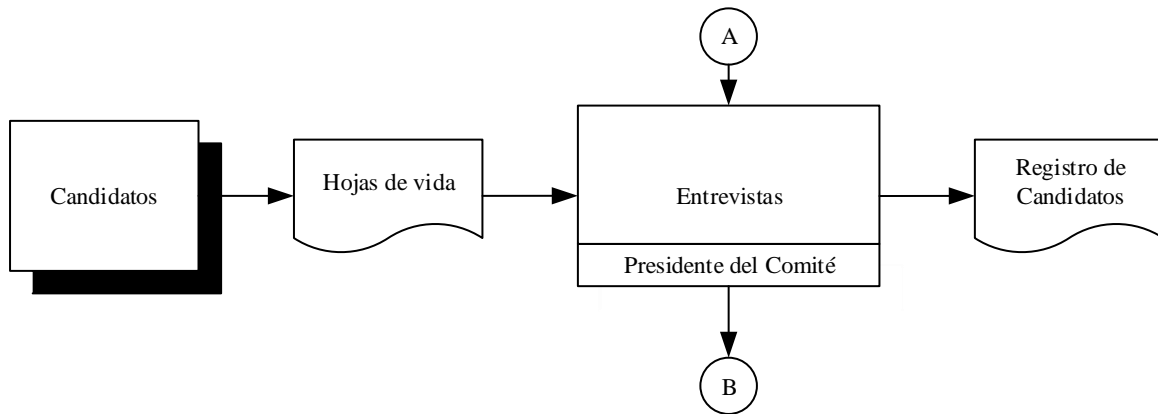 A
Candidatos
Hojas de vida
Entrevistas
Presidente del Comité
Registro de
Candidatos
B